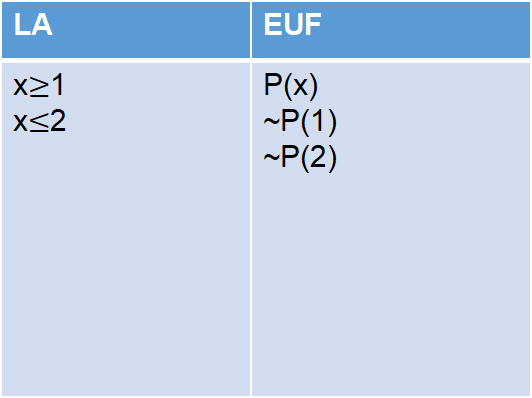 LA EUF
x≥1 P(x)
x≤2 ~P(1)
~P(2)